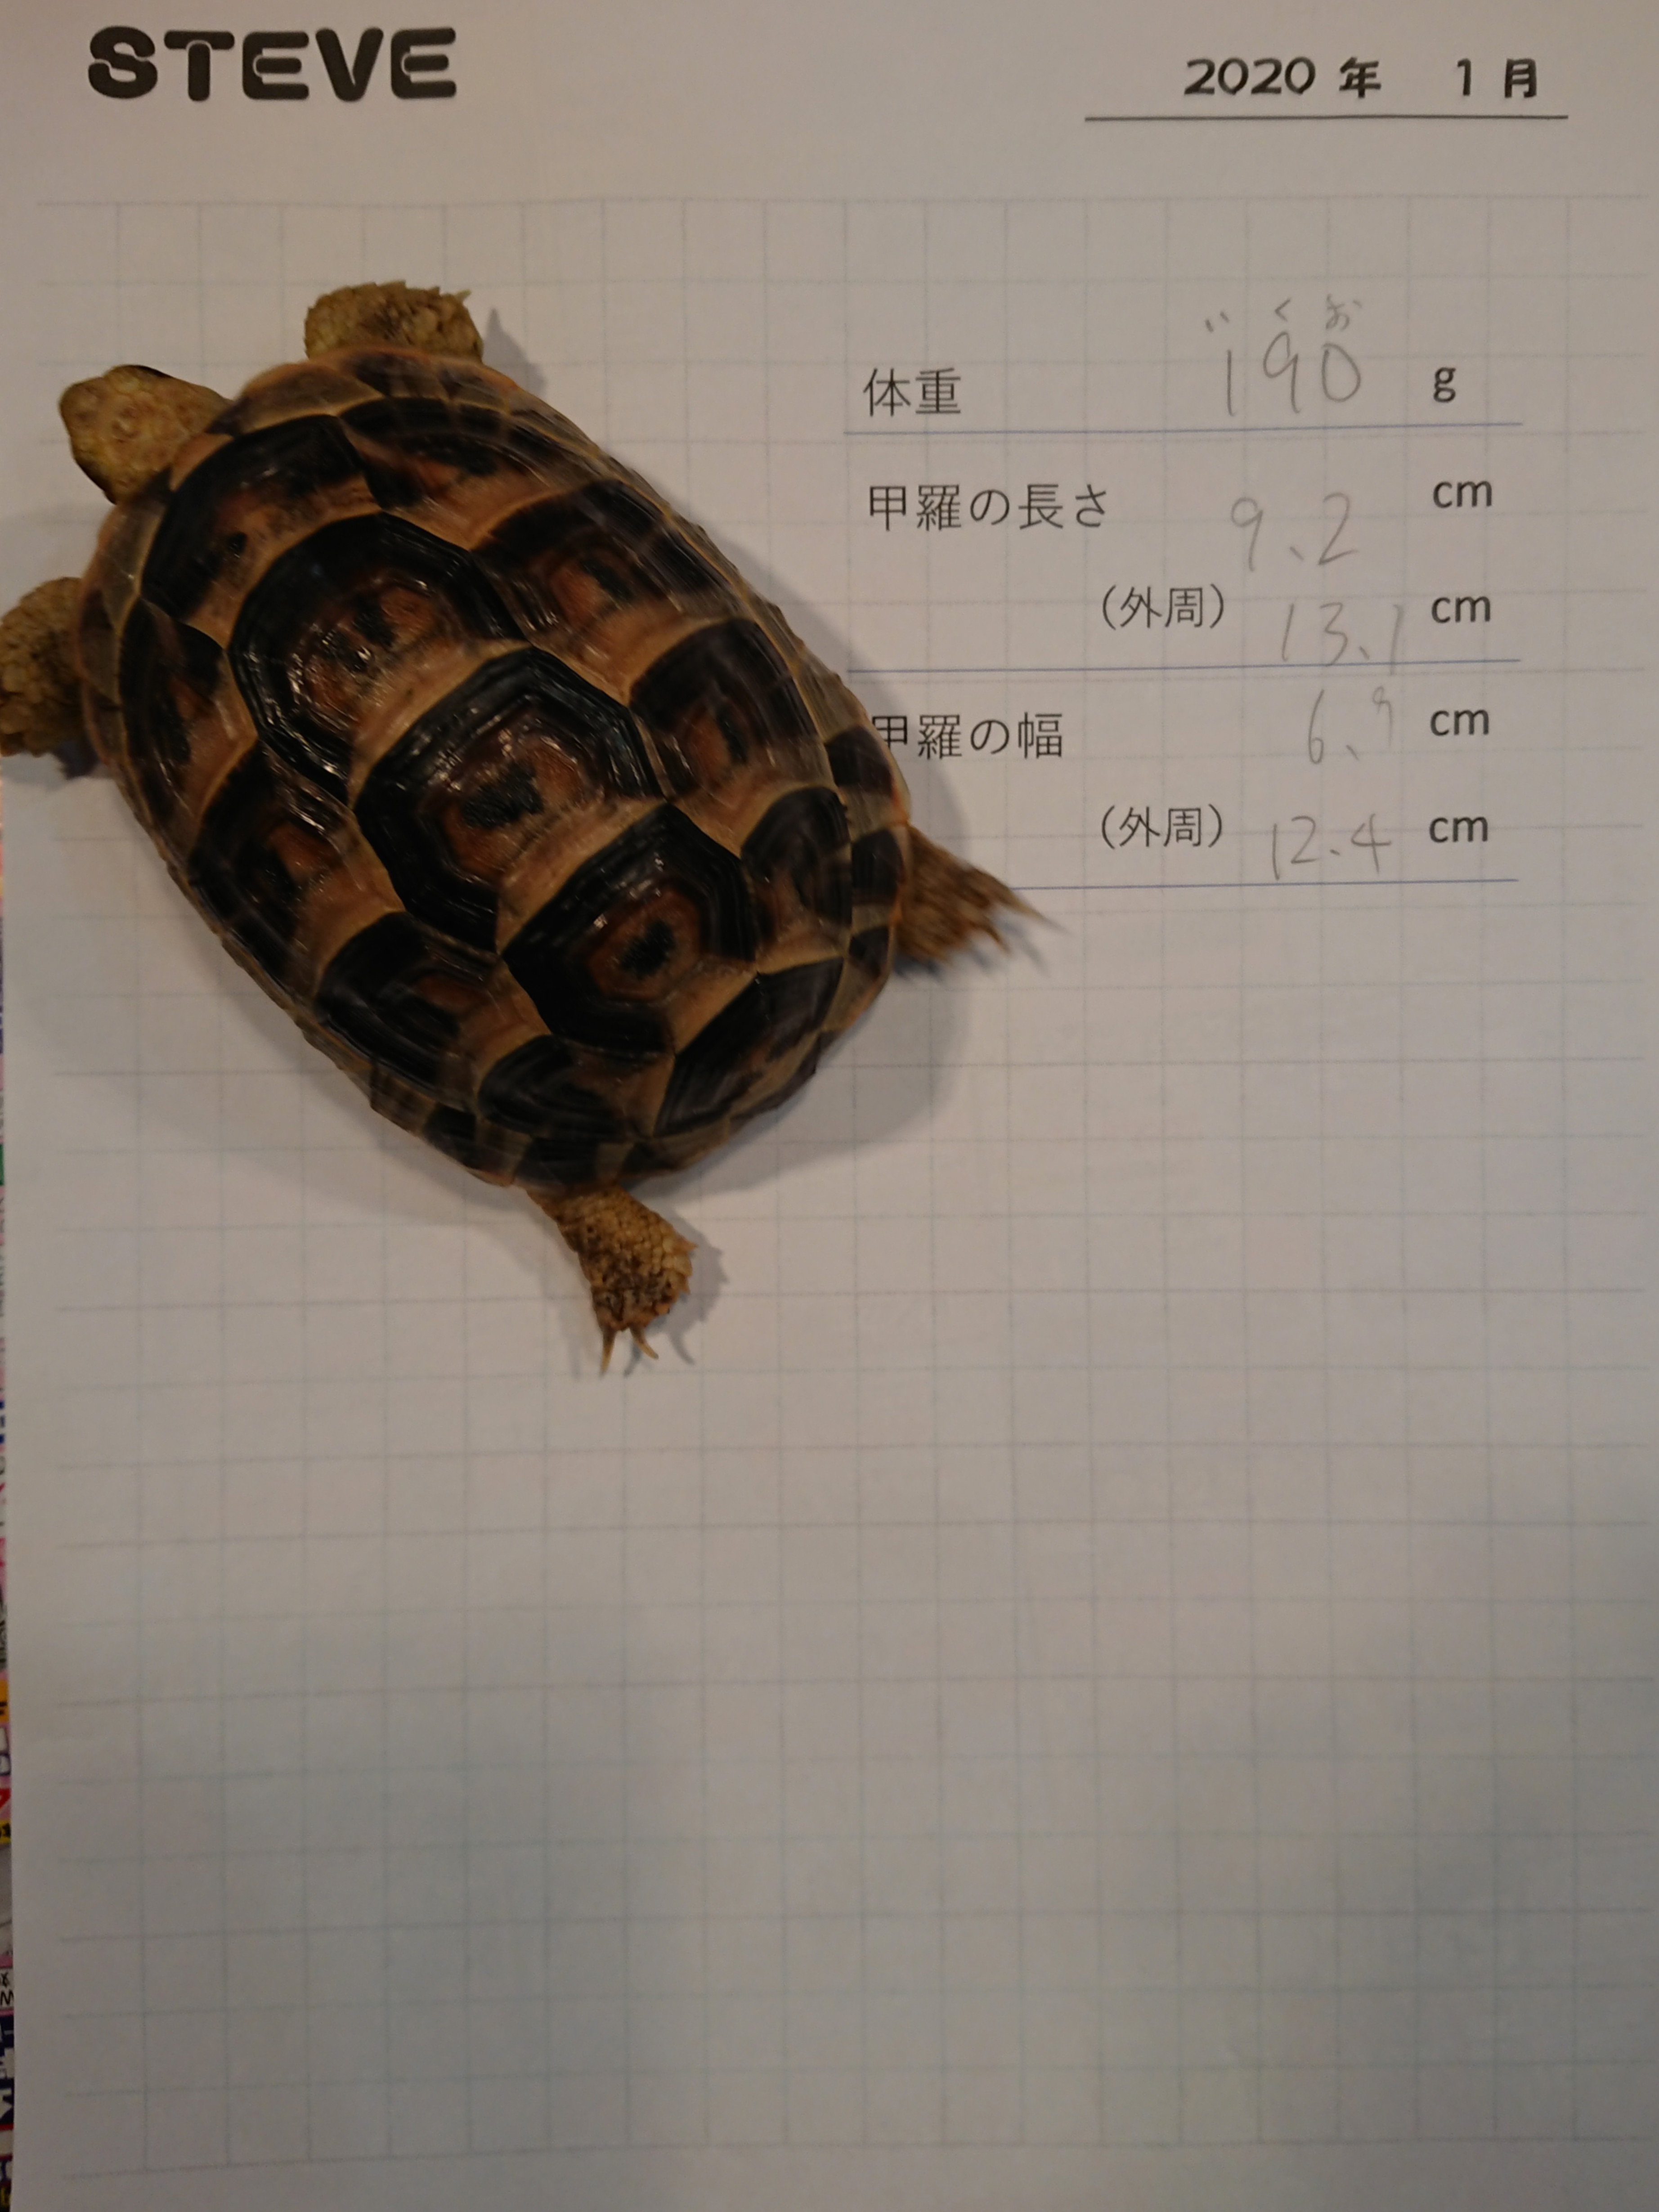 STEVE
2020 年 1 月
い く お
体重 190 g
甲羅の長さ 9.2 cm
(外周) 13.1 cm
甲羅の幅 6.9 cm
(外周) 12.4 cm